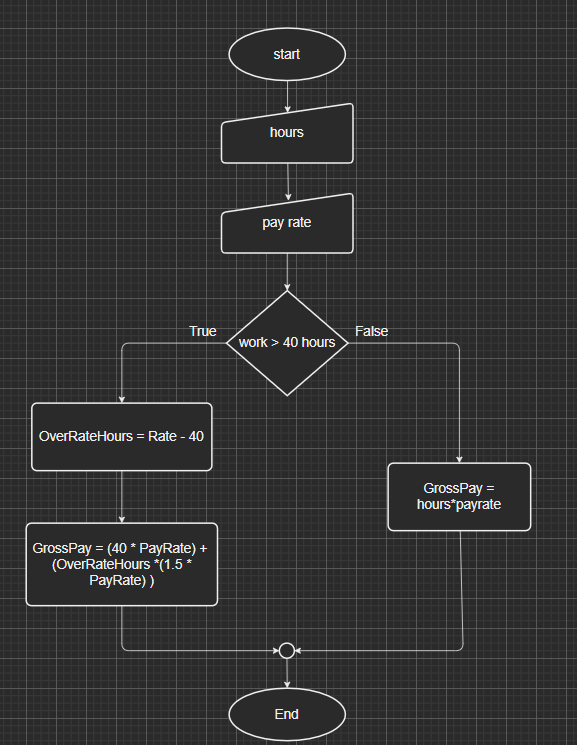 start
hours
pay rate
True
False
work > 40 hours
OverRateHours = Rate - 40
GrossPay =
hours*payrate
GrossPay = (40 * PayRate) +
(OverRateHours *(1.5 *
PayRate) )
End